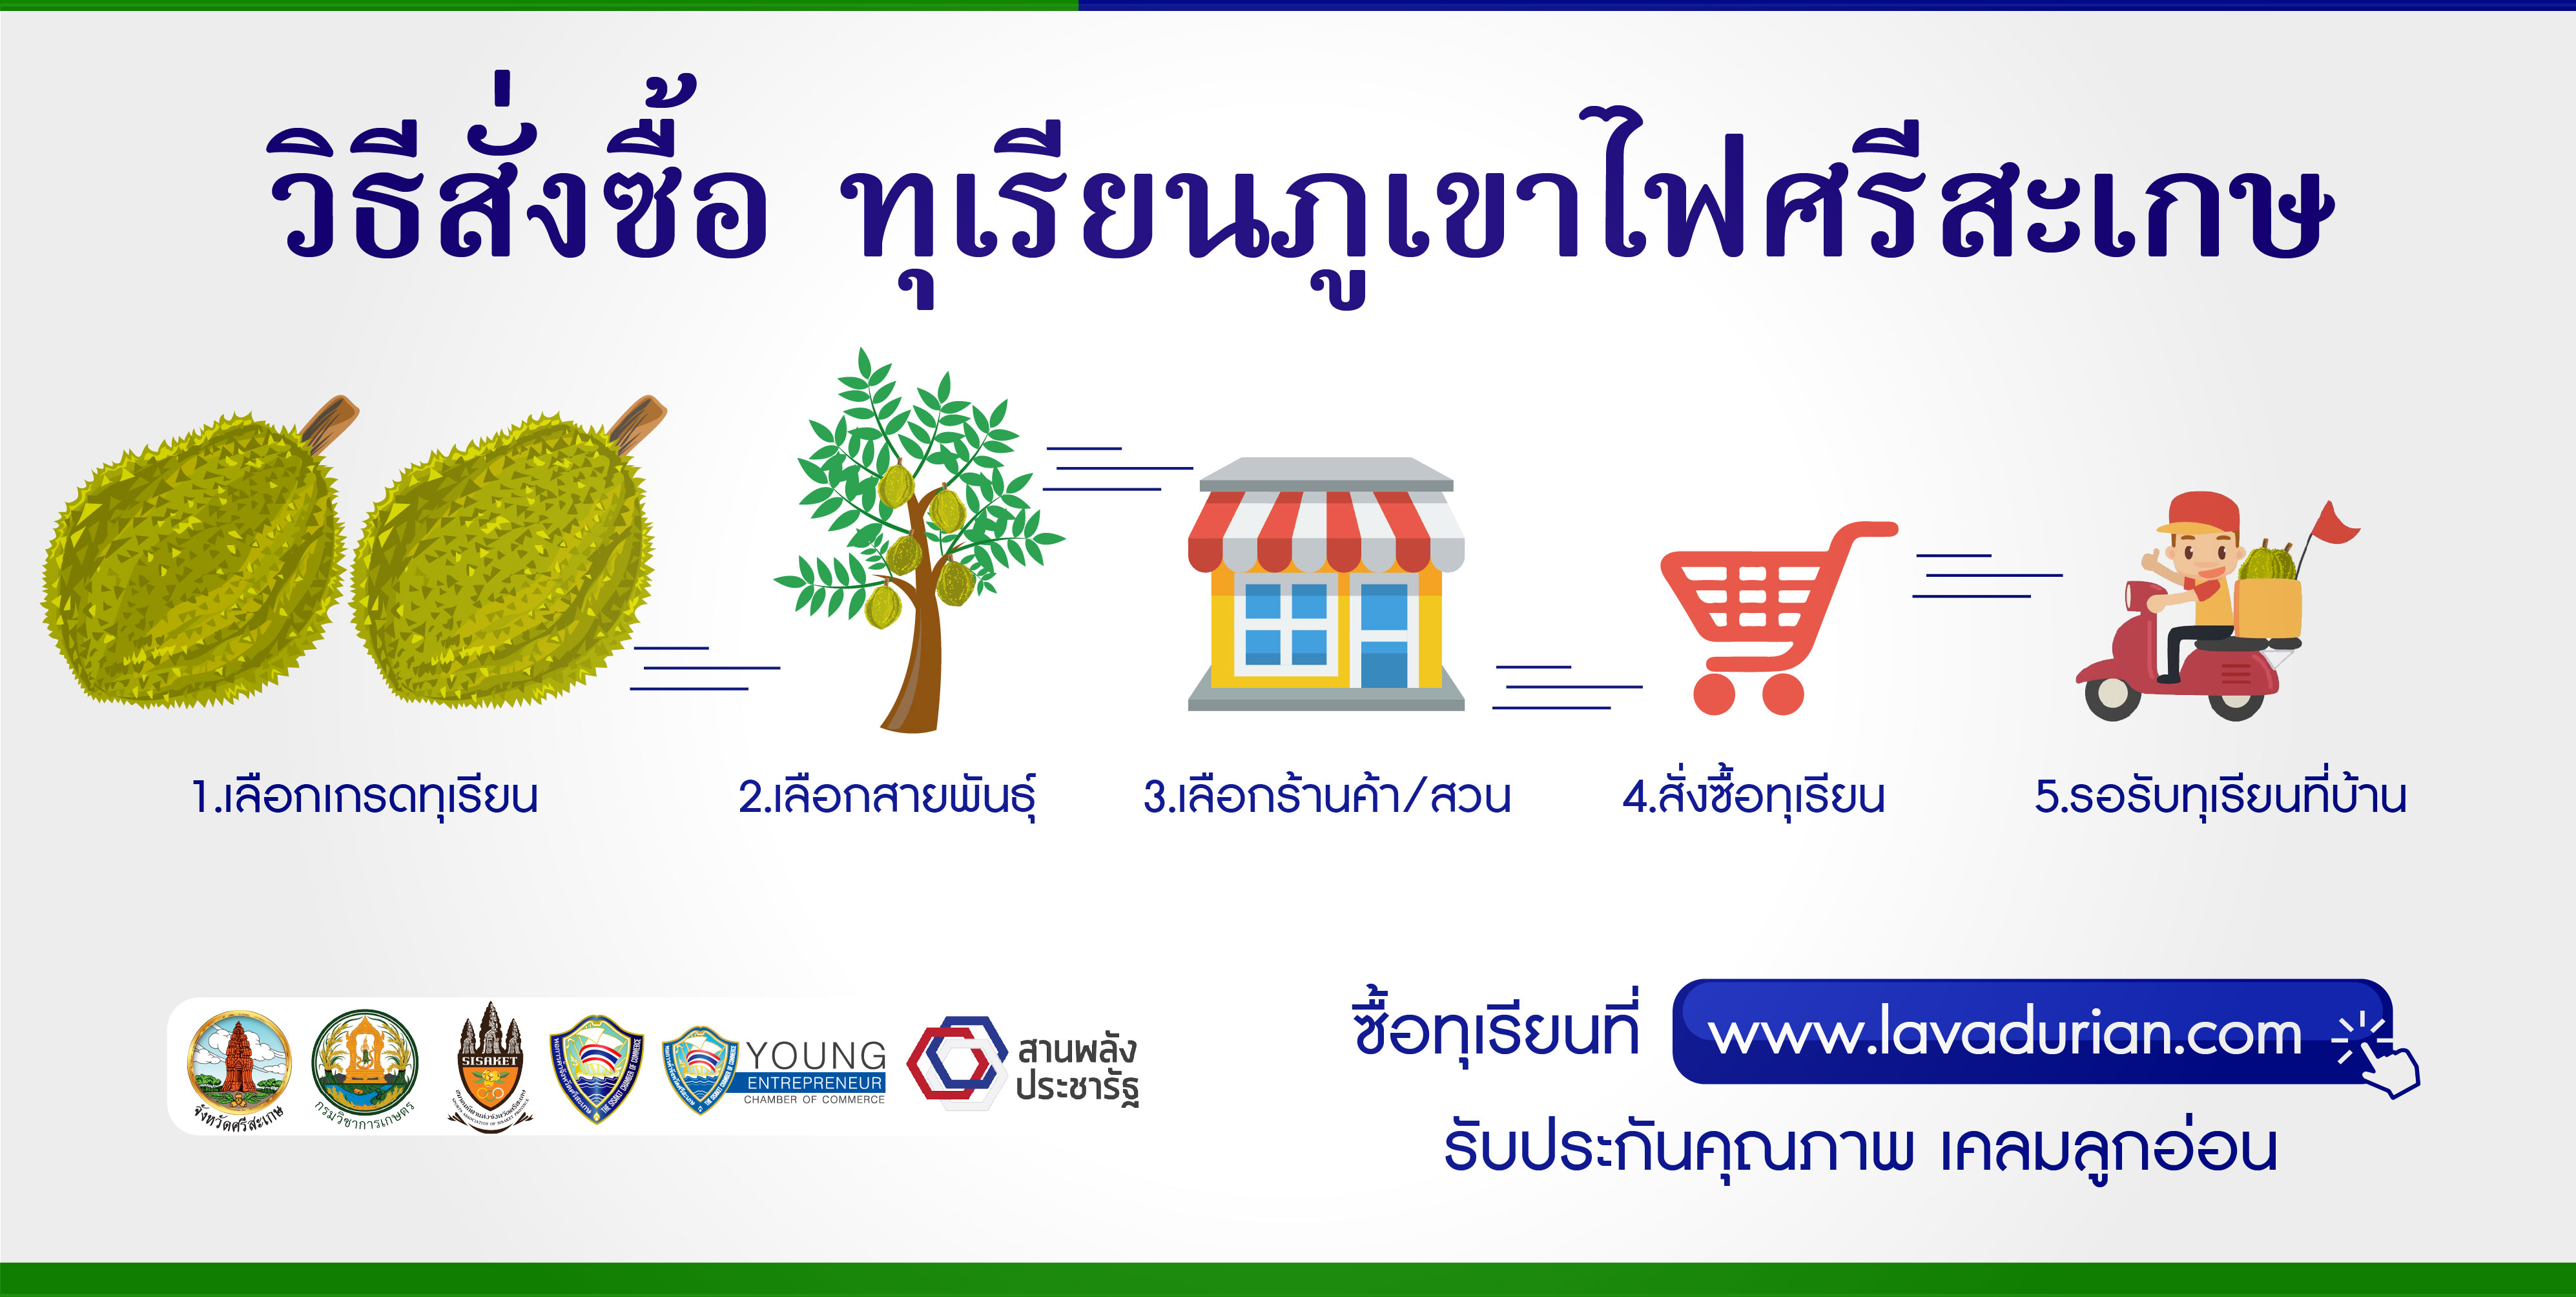 วิธีสั่งซื้อ ทุเรียนภูเขาไฟศรีสะเกษ
1.เลือกเกรดทุเรียน
2.เลือกสายพันธุ์
3.เลือกร้านค้า/สวน
4.สั่งซื้อทุเรียน
5.รอรับทุเรียนที่บ้าน
ซื้อทุเรียนที่ www.lavadurian.com
รับประกันคุณภาพ เคลมลูกอ่อน
จังหวัดศรีสะเกษ
กรมวิชาการเกษตร
SISAKET
THE SISAKET CHAMBER OF COMMERCE
YOUNG
ENTREPRENEUR
CHAMBER OF COMMERCE
สานพลัง
ประชารัฐ